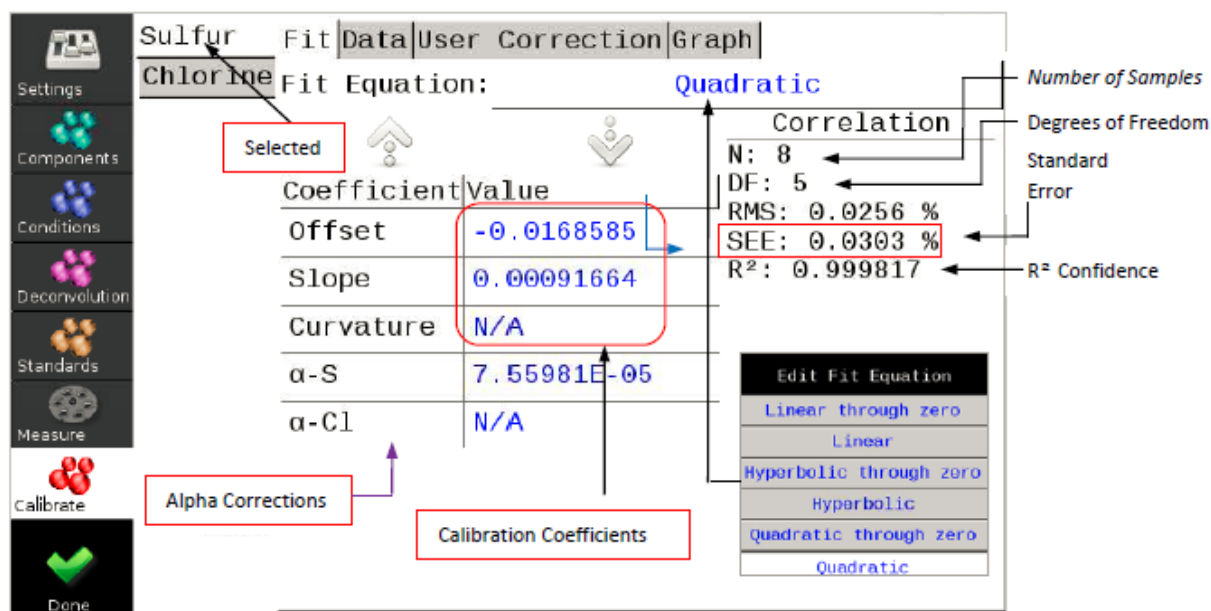 Settings
Components
Conditions
Deconvolution
Standards
Measure
Calibrate
Done
Sulfur
Chlorine
Fit Data User Correction Graph
Fit Equation: Quadratic
Selected
Coefficient Value
Offset -0.0168585
Slope 0.00091664
Curvature N/A
α-S 7.55981E-05
α-Cl N/A
Alpha Corrections
Calibration Coefficients
Correlation
N: 8
DF: 5
RMS: 0.0256 %
SEE: 0.0303 %
R²: 0.999817
Number of Samples
Degrees of Freedom
Standard
Error
R² Confidence
Edit Fit Equation
Linear through zero
Linear
Hyperbolic through zero
Hyperbolic
Quadratic through zero
Quadratic